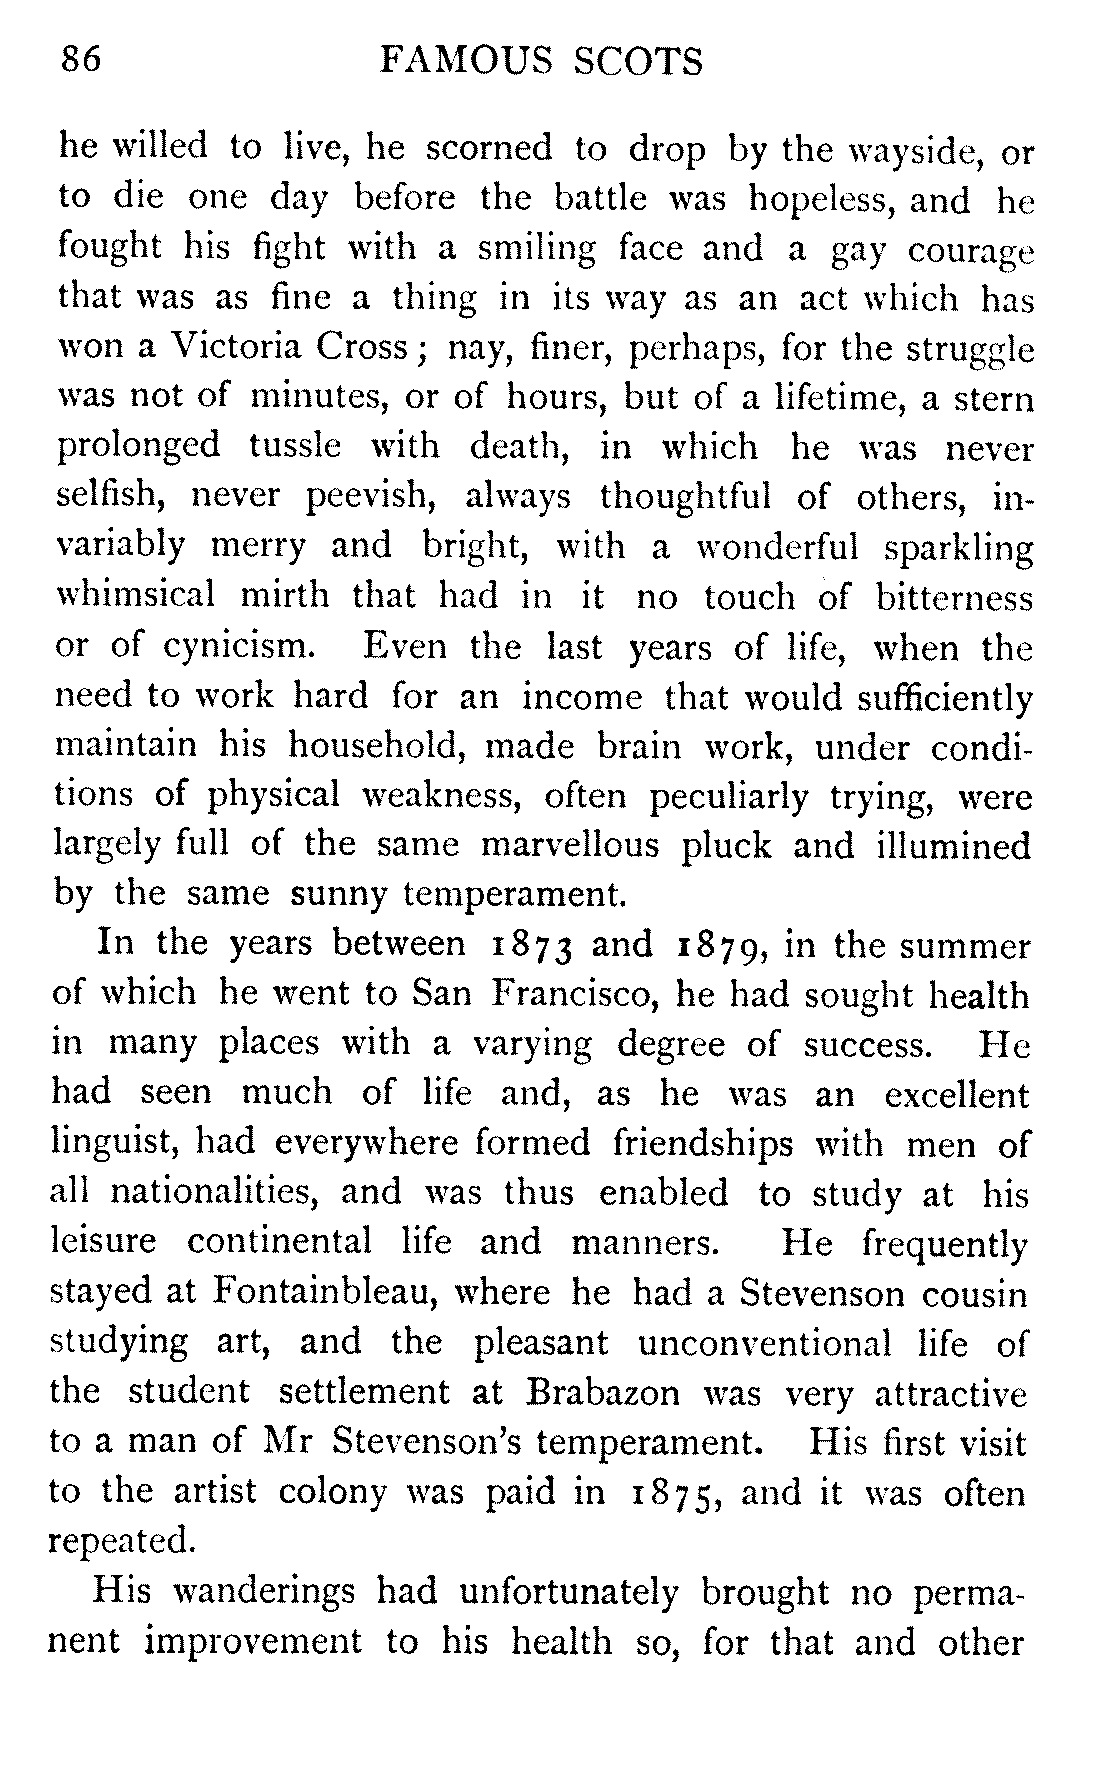 86 FAMOUS SCOTS
he willed to live, he scorned to drop by the wayside, or
to die one day before the battle was hopeless, and he
fought his fight with a smiling face and a gay courage
that was as fine a thing in its way as an act which has
won a Victoria Cross ; nay, finer, perhaps, for the struggle
was not of minutes, or of hours, but of a lifetime, a stern
prolonged tussle with death, in which he was never
selfish, never peevish, always thoughtful of others, in-
variably merry and bright, with a wonderful sparkling
whimsical mirth that had in it no touch of bitterness
or of cynicism. Even the last years of life, when the
need to work hard for an income that would sufficiently
maintain his household, made brain work, under condi-
tions of physical weakness, often peculiarly trying, were
largely full of the same marvellous pluck and illumined
by the same sunny temperament.
In the years between 1873 and 1879, in the summer
of which he went to San Francisco, he had sought health
in many places with a varying degree of success. He
had seen much of life and, as he was an excellent
linguist, had everywhere formed friendships with men of
all nationalities, and was thus enabled to study at his
leisure continental life and manners. He frequently
stayed at Fontainbleau, where he had a Stevenson cousin
studying art, and the pleasant unconventional life of
the student settlement at Brabazon was very attractive
to a man of Mr Stevenson's temperament. His first visit
to the artist colony was paid in 1875, and it was often
repeated.
His wanderings had unfortunately brought no perma-
nent improvement to his health so, for that and other